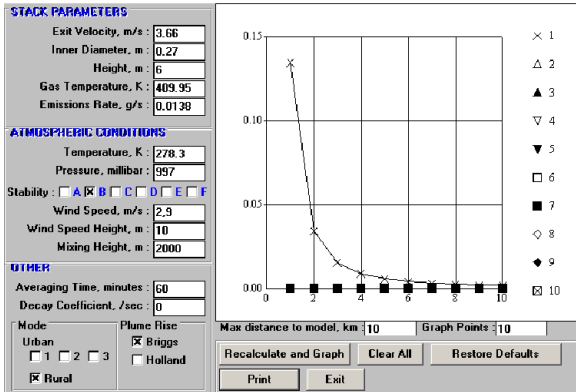 STACK PARAMETERS
Exit Velocity, m/s : 3.66
Inner Diameter, m : 0.27
Height, m : 6
Gas Temperature, K : 409.95
Emissions Rate, g/s : 0.0138
ATMOSPHERIC CONDITIONS
Temperature, K : 278.3
Pressure, millibar : 997
Stability : A B C D E F
Wind Speed, m/s : 2,9
Wind Speed Height, m : 10
Mixing Height, m : 2000
OTHER
Averaging Time, minutes : 60
Decay Coefficient, /sec : 0
Mode
Urban
1 2 3
Rural
Plume Rise
Briggs
Holland
0.15
0.10
0.05
0.00
0 2 4 6 8 10
1
2
3
4
5
6
7
8
9
10
Max distance to model, km : 10 Graph Points : 10
Recalculate and Graph Clear All Restore Defaults
Print Exit